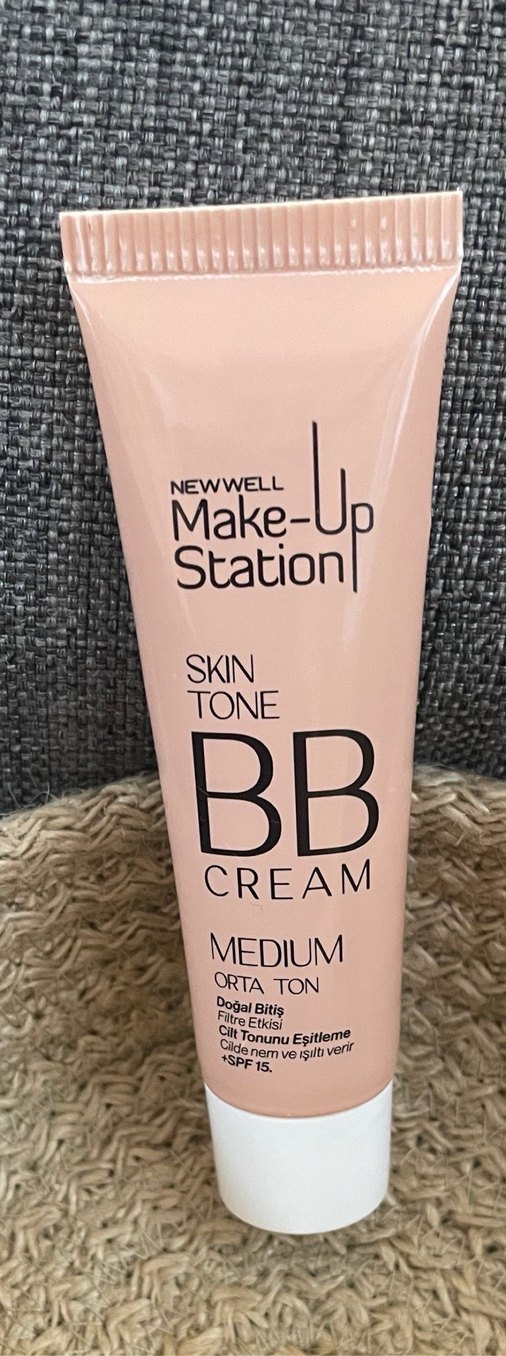 NEWWELL
Make-Up
Station
SKIN
TONE
BB
CREAM
MEDIUM
ORTA TON
Doğal Bitiş
Filtre Etkisi
Cilt Tonunu Eşitleme
Cilde nem ve ışıltı verir
+SPF 15.